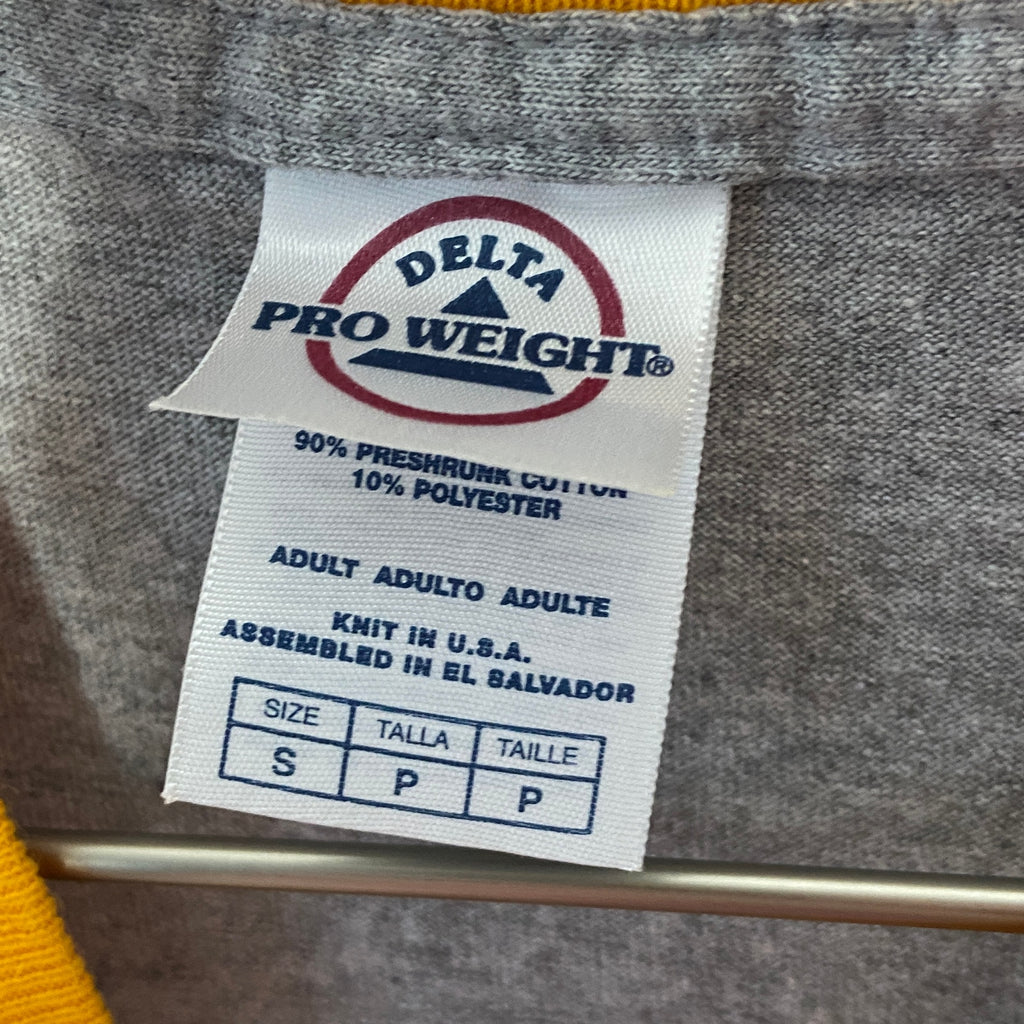 DELTA
PRO WEIGHT®
90% PRESHRUNK COTTON
10% POLYESTER
ADULT ADULTO ADULTE
KNIT IN U.S.A.
ASSEMBLED IN EL SALVADOR
SIZE TALLA TAILLE
S P P